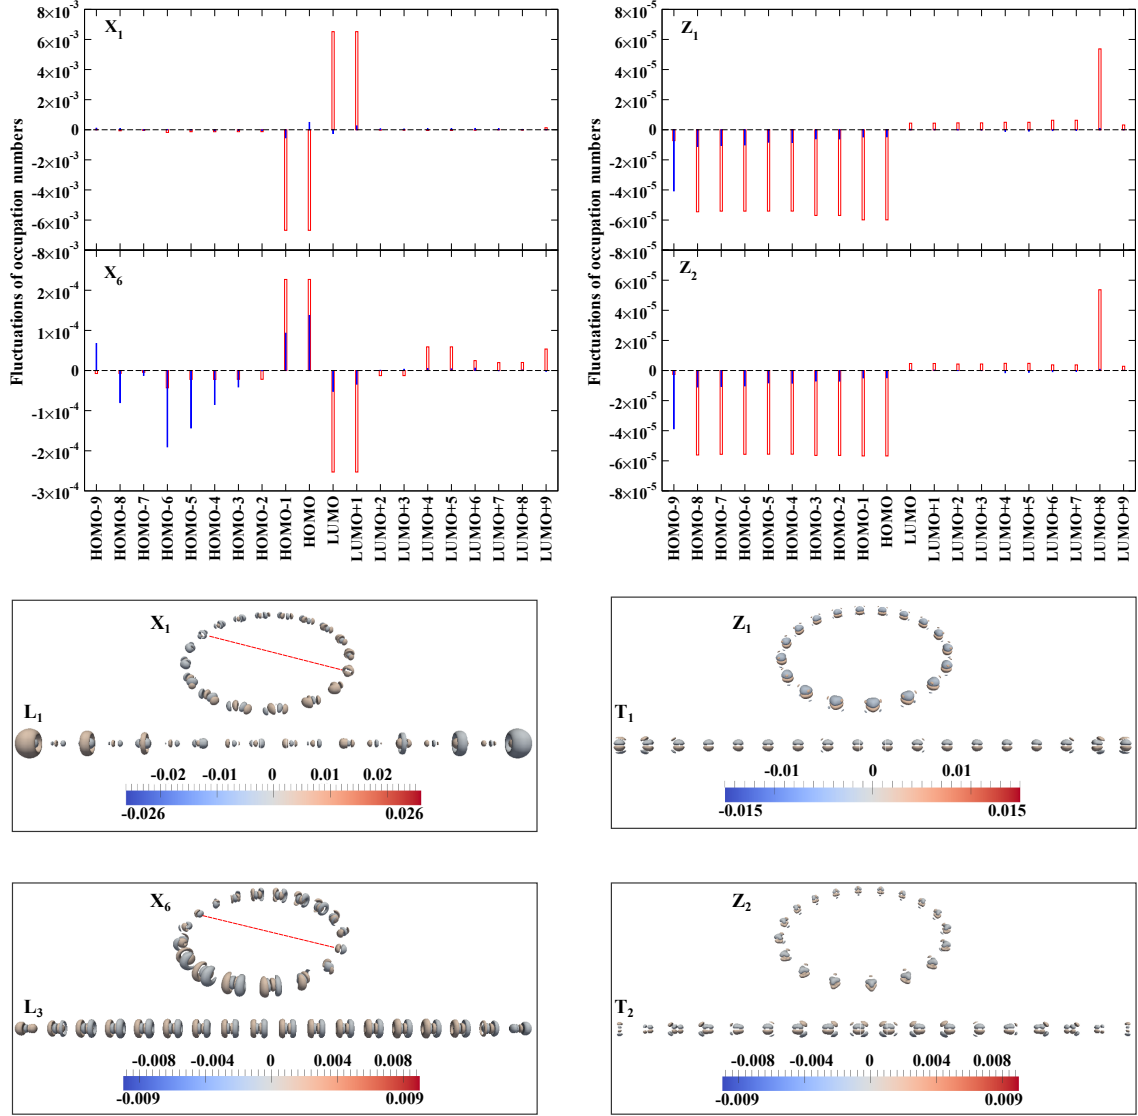 8×10⁻³
6×10⁻³
4×10⁻³
2×10⁻³
0
-2×10⁻³
-4×10⁻³
-6×10⁻³
-8×10⁻³
X₁
Fluctuations of occupation numbers
2×10⁻⁴
1×10⁻⁴
0
-1×10⁻⁴
-2×10⁻⁴
-3×10⁻⁴
X₆
Fluctuations of occupation numbers
HOMO-9
HOMO-8
HOMO-7
HOMO-6
HOMO-5
HOMO-4
HOMO-3
HOMO-2
HOMO-1
HOMO
LUMO
LUMO+1
LUMO+2
LUMO+3
LUMO+4
LUMO+5
LUMO+6
LUMO+7
LUMO+8
LUMO+9
8×10⁻⁵
6×10⁻⁵
4×10⁻⁵
2×10⁻⁵
0
-2×10⁻⁵
-4×10⁻⁵
-6×10⁻⁵
-8×10⁻⁵
Z₁
Fluctuations of occupation numbers
6×10⁻⁵
4×10⁻⁵
2×10⁻⁵
0
-2×10⁻⁵
-4×10⁻⁵
-6×10⁻⁵
-8×10⁻⁵
Z₂
Fluctuations of occupation numbers
HOMO-9
HOMO-8
HOMO-7
HOMO-6
HOMO-5
HOMO-4
HOMO-3
HOMO-2
HOMO-1
HOMO
LUMO
LUMO+1
LUMO+2
LUMO+3
LUMO+4
LUMO+5
LUMO+6
LUMO+7
LUMO+8
LUMO+9
X₁
L₁
-0.02 -0.01 0 0.01 0.02
-0.026 0.026
Z₁
T₁
-0.01 0 0.01
-0.015 0.015
X₆
L₃
-0.008 -0.004 0 0.004 0.008
-0.009 0.009
Z₂
T₂
-0.008 -0.004 0 0.004 0.008
-0.009 0.009